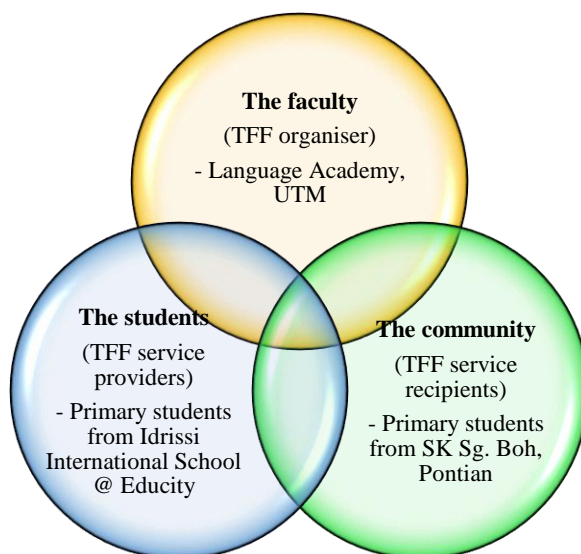 The faculty
(TFF organiser)
- Language Academy,
UTM
The students
(TFF service
providers)
- Primary students
from Idrissi
International School
@ Educity
The community
(TFF service
recipients)
- Primary students
from SK Sg. Boh,
Pontian